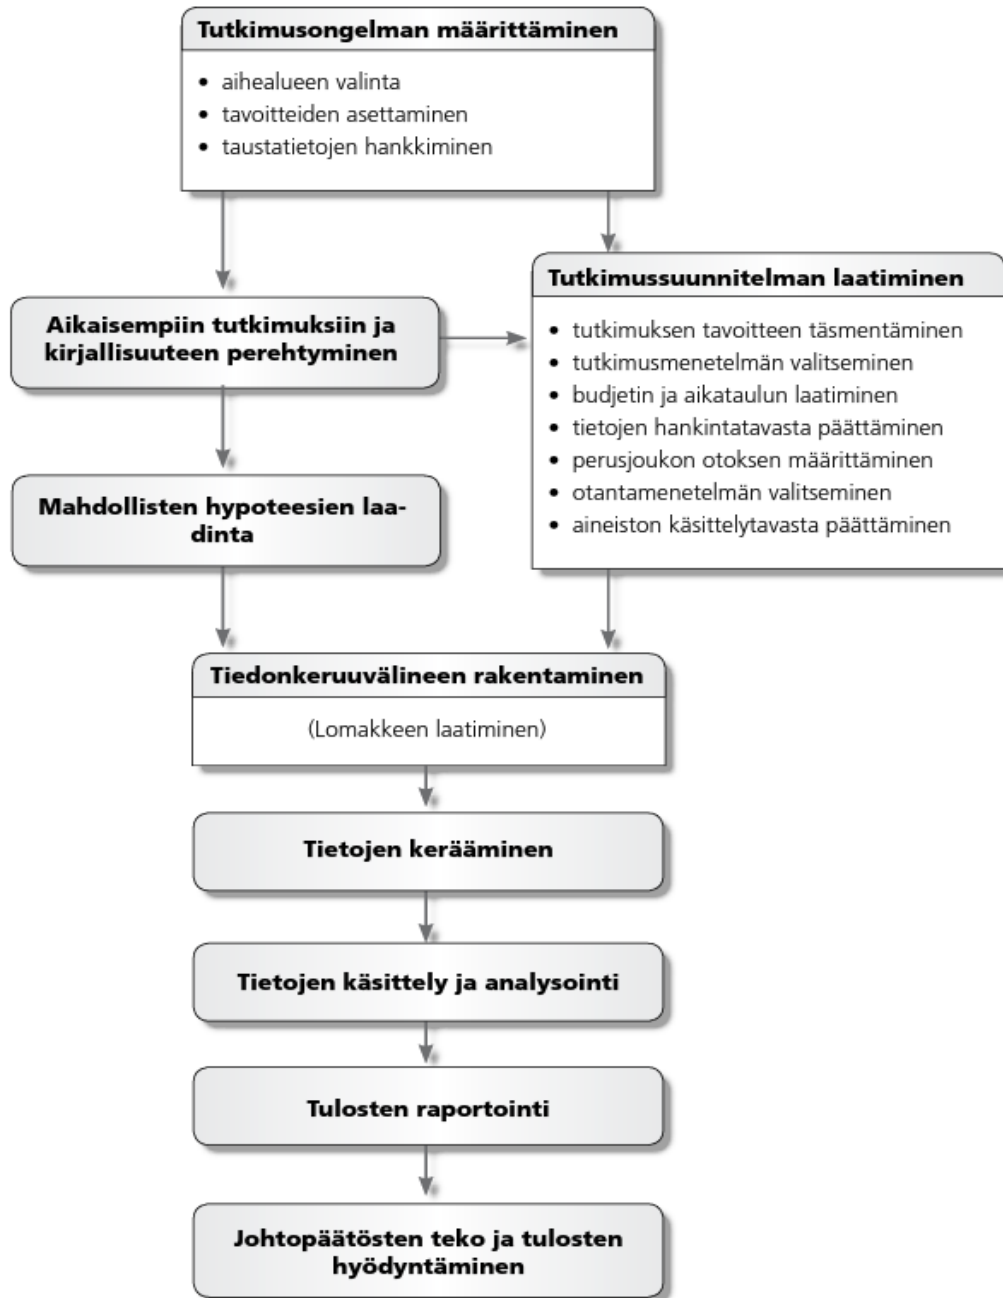 Tutkimusongelman määrittäminen
• aihealueen valinta
• tavoitteiden asettaminen
• taustatietojen hankkiminen
Aikaisempiin tutkimuksiin ja
kirjallisuuteen perehtyminen
Tutkimussuunnitelman laatiminen
• tutkimuksen tavoitteen täsmentäminen
• tutkimusmenetelmän valitseminen
• budjetin ja aikataulun laatiminen
• tietojen hankintatavasta päättäminen
• perusjoukon otoksen määrittäminen
• otantamenetelmän valitseminen
• aineiston käsittelytavasta päättäminen
Mahdollisten hypoteesien laa-
dinta
Tiedonkeruuvälineen rakentaminen
(Lomakkeen laatiminen)
Tietojen kerääminen
Tietojen käsittely ja analysointi
Tulosten raportointi
Johtopäätösten teko ja tulosten
hyödyntäminen